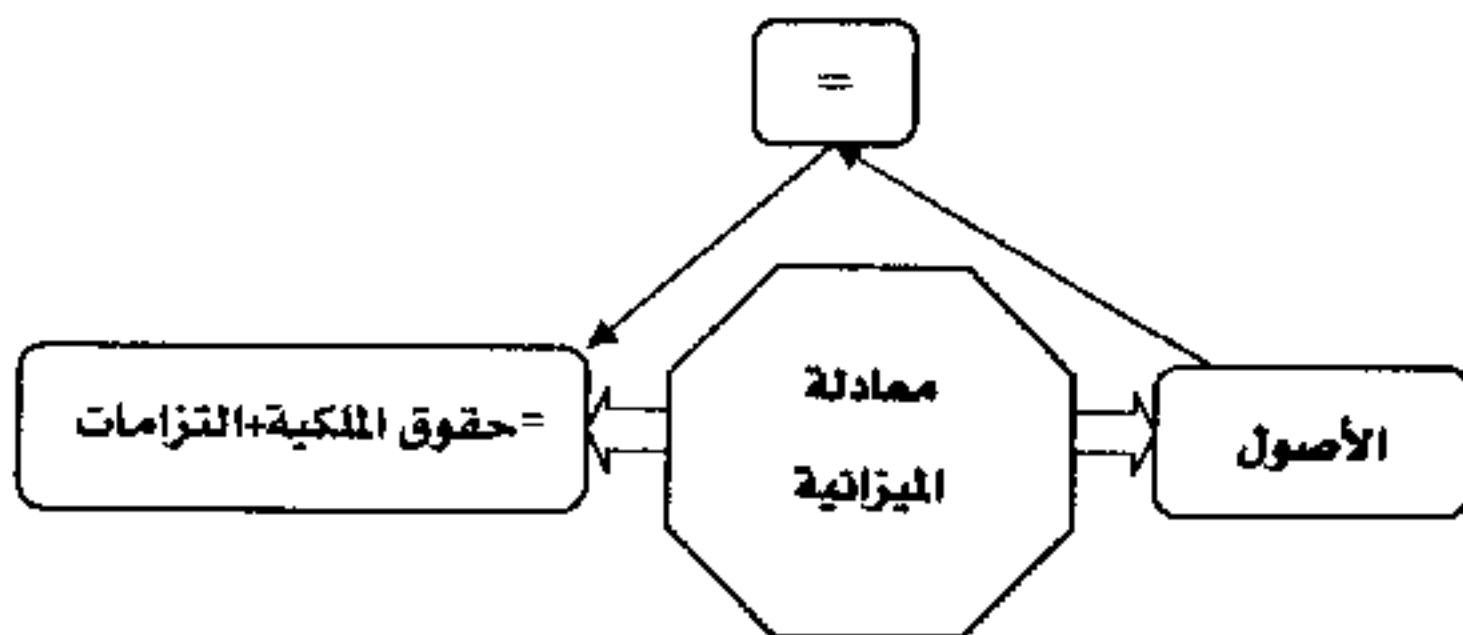 =
معادلة
الميزانية
الأصول
=حقوق الملكية+التزامات